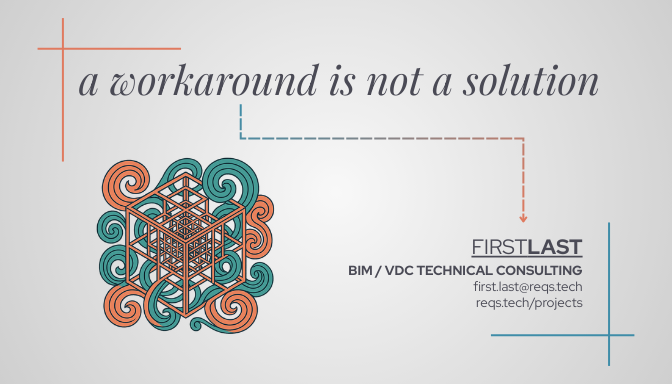 a workaround is not a solution
FIRSTLAST
BIM / VDC TECHNICAL CONSULTING
first.last@reqs.tech
reqs.tech/projects